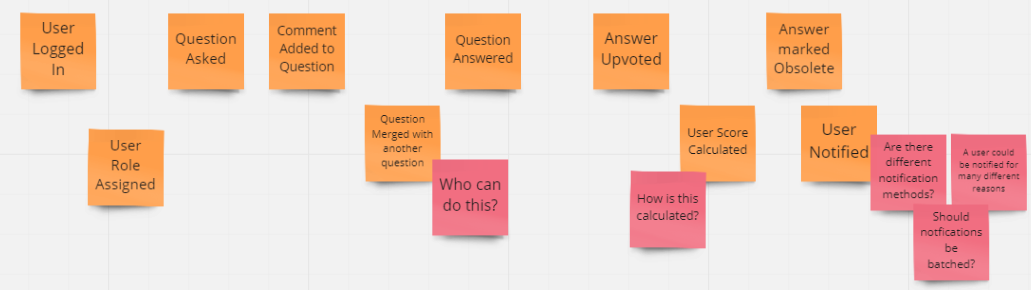 User
Logged
In
Question
Asked
Comment
Added to
Question
Question
Answered
Answer
Upvoted
Answer
marked
Obsolete
User
Role
Assigned
Question
Merged with
another
question
Who can
do this?
User Score
Calculated
How is this
calculated?
User
Notified
Are there
different
notification
methods?
A user could
be notified for
many different
reasons
Should
notfications
be
batched?